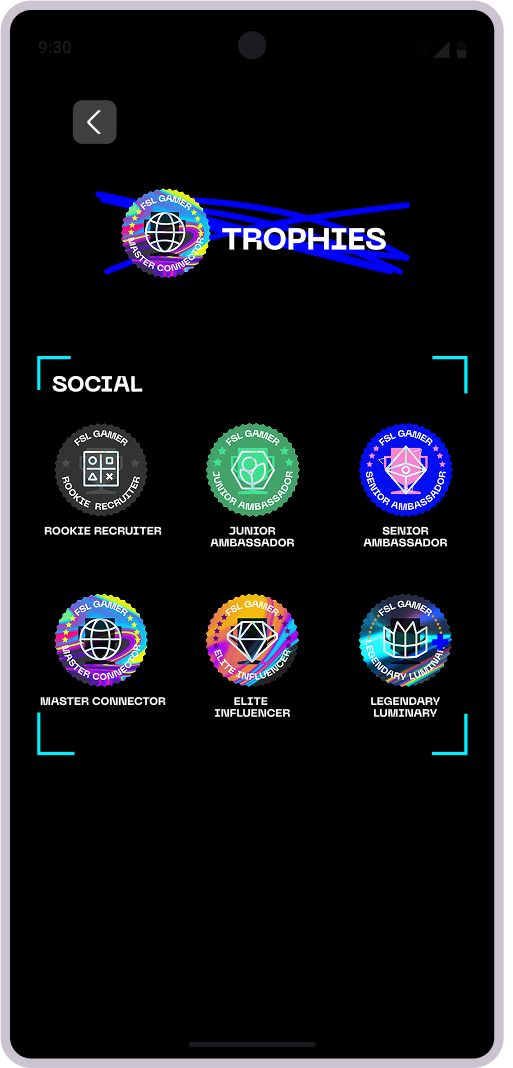 9:30
FSL GAMER
MASTER CONNECTOR
TROPHIES
SOCIAL
FSL GAMER
ROOKIE RECRUITER
FSL GAMER
JUNIOR AMBASSADOR
FSL GAMER
SENIOR AMBASSADOR
ROOKIE RECRUITER
JUNIOR
AMBASSADOR
SENIOR
AMBASSADOR
FSL GAMER
MASTER CONNECTOR
FSL GAMER
ELITE INFLUENCER
FSL GAMER
LEGENDARY
MASTER CONNECTOR
ELITE
INFLUENCER
LEGENDARY
LUMINARY